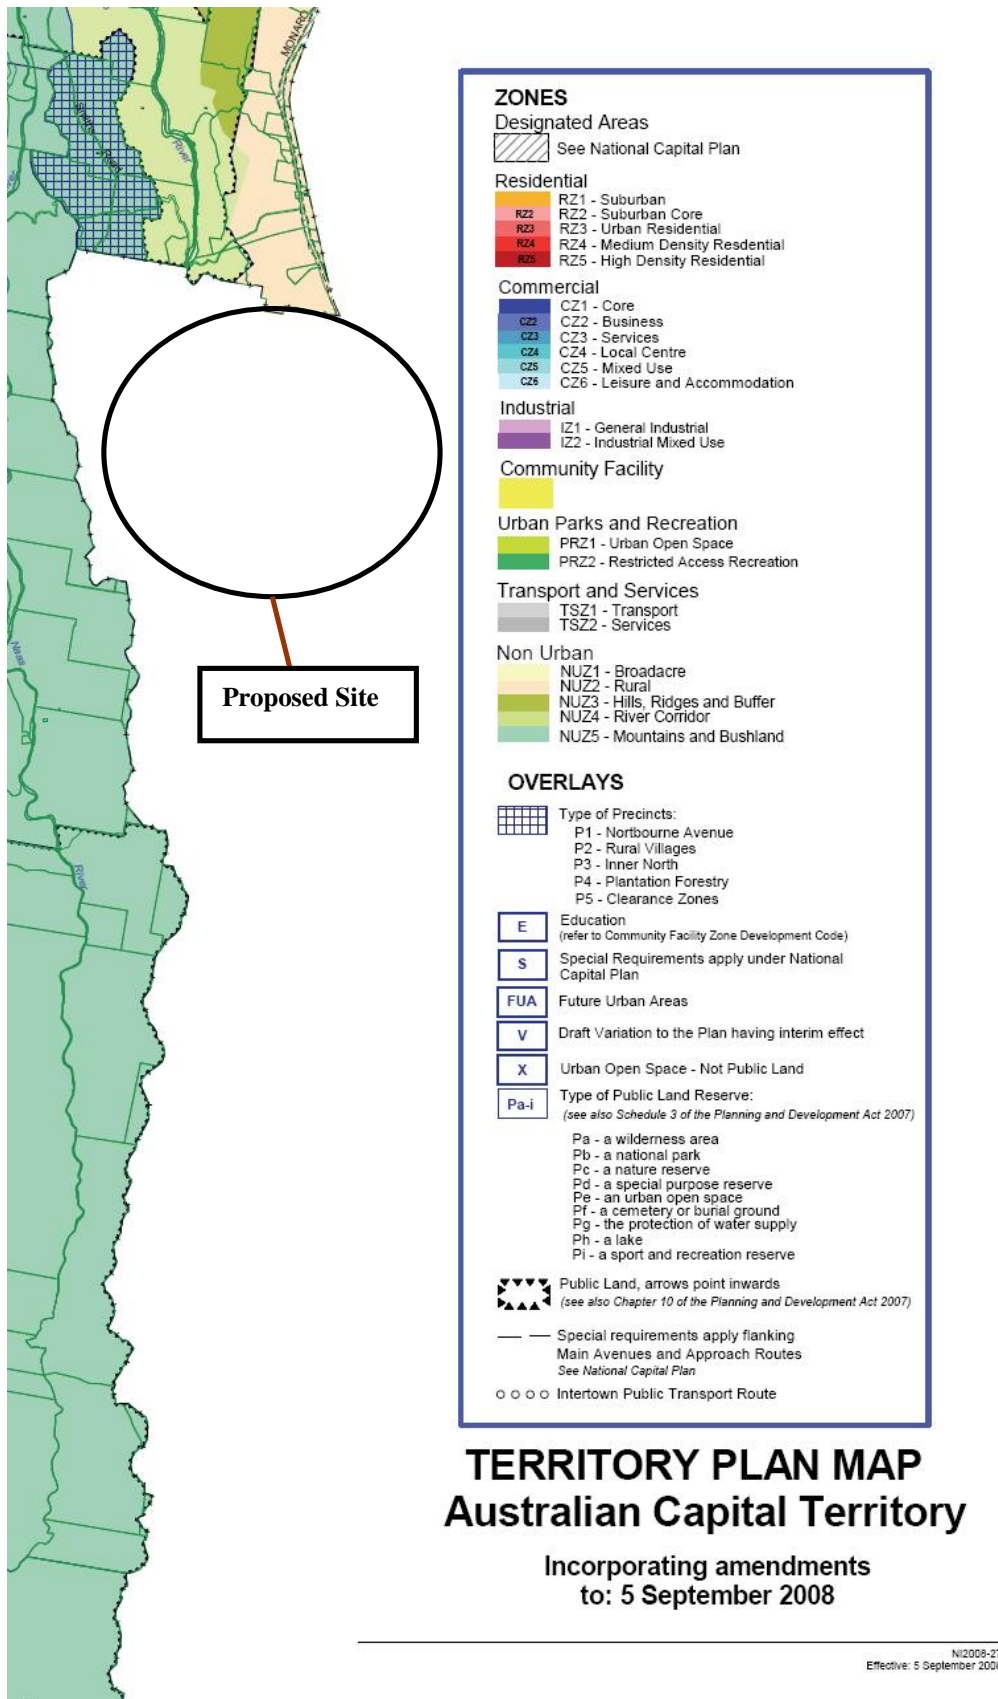 MONARO
Smiths Road
River
ZONES
Designated Areas
See National Capital Plan
Residential
RZ1 - Suburban
RZ2 RZ2 - Suburban Core
RZ3 RZ3 - Urban Residential
RZ4 RZ4 - Medium Density Resdential
RZ5 RZ5 - High Density Residential
Commercial
CZ1 - Core
CZ2 CZ2 - Business
CZ3 CZ3 - Services
CZ4 CZ4 - Local Centre
CZ5 CZ5 - Mixed Use
CZ6 CZ6 - Leisure and Accommodation
Industrial
IZ1 - General Industrial
IZ2 - Industrial Mixed Use
Community Facility
Urban Parks and Recreation
PRZ1 - Urban Open Space
PRZ2 - Restricted Access Recreation
Transport and Services
TSZ1 - Transport
TSZ2 - Services
Non Urban
NUZ1 - Broadacre
NUZ2 - Rural
NUZ3 - Hills, Ridges and Buffer
NUZ4 - River Corridor
NUZ5 - Mountains and Bushland
Proposed Site
Naas
River
OVERLAYS
Type of Precincts:
P1 - Nortbourne Avenue
P2 - Rural Villages
P3 - Inner North
P4 - Plantation Forestry
P5 - Clearance Zones
E Education
(refer to Community Facility Zone Development Code)
S Special Requirements apply under National
Capital Plan
FUA Future Urban Areas
V Draft Variation to the Plan having interim effect
X Urban Open Space - Not Public Land
Pa-i Type of Public Land Reserve:
(see also Schedule 3 of the Planning and Development Act 2007)
Pa - a wilderness area
Pb - a national park
Pc - a nature reserve
Pd - a special purpose reserve
Pe - an urban open space
Pf - a cemetery or burial ground
Pg - the protection of water supply
Ph - a lake
Pi - a sport and recreation reserve
Public Land, arrows point inwards
(see also Chapter 10 of the Planning and Development Act 2007)
Special requirements apply flanking
Main Avenues and Approach Routes
See National Capital Plan
Intertown Public Transport Route
TERRITORY PLAN MAP
Australian Capital Territory
Incorporating amendments
to: 5 September 2008
NI2008-27
Effective: 5 September 2008